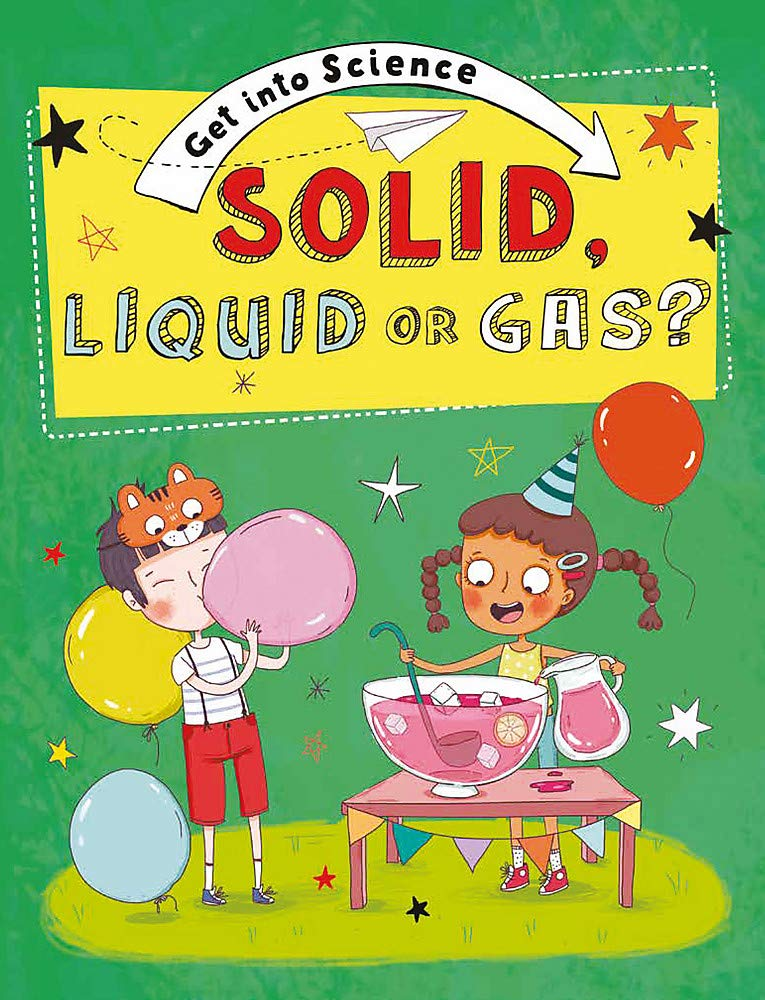 Get into Science
SOLID,
LIQUID OR GAS?